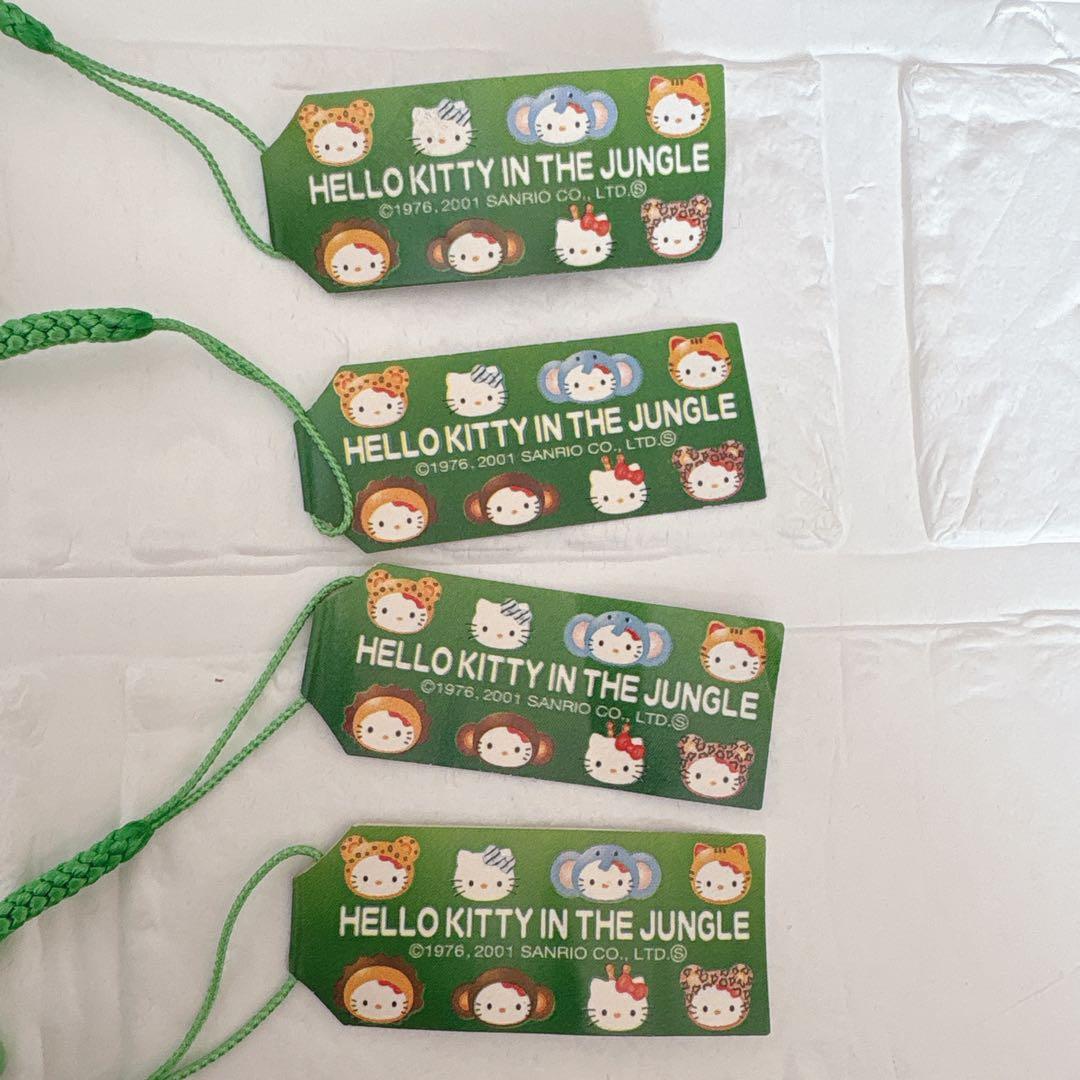 HELLO KITTY IN THE JUNGLE
©1976, 2001 SANRIO CO., LTD.Ⓢ
HELLO KITTY IN THE JUNGLE
©1976, 2001 SANRIO CO., LTD.Ⓢ
HELLO KITTY IN THE JUNGLE
©1976, 2001 SANRIO CO., LTD.Ⓢ
HELLO KITTY IN THE JUNGLE
©1976, 2001 SANRIO CO., LTD.Ⓢ